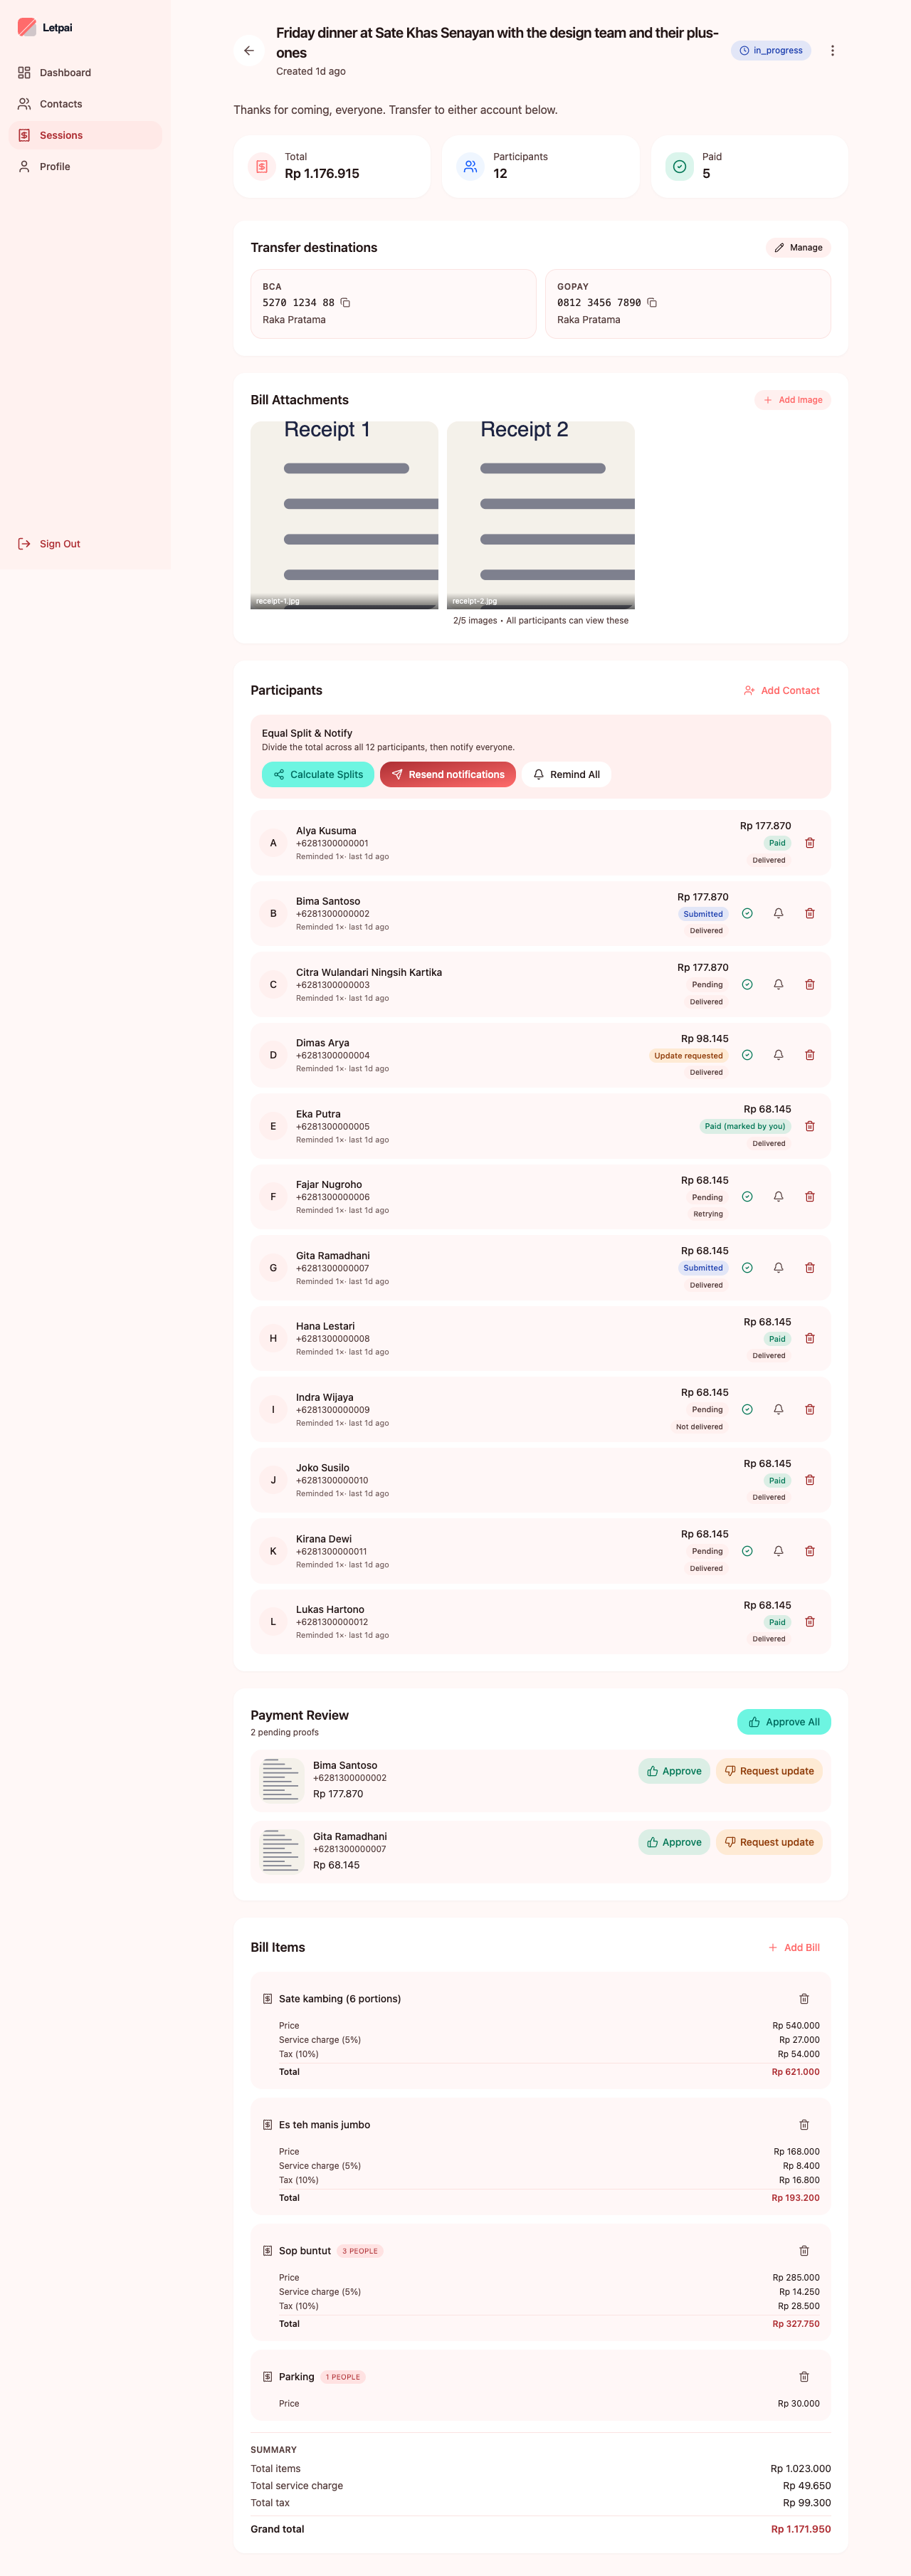 Letpai
Dashboard
Contacts
Sessions
Profile
Sign Out
Friday dinner at Sate Khas Senayan with the design team and their plus-
ones
Created 1d ago
in_progress
Thanks for coming, everyone. Transfer to either account below.
Total
Rp 1.176.915
Participants
12
Paid
5
Transfer destinations
Manage
BCA
5270 1234 88
Raka Pratama
GOPAY
0812 3456 7890
Raka Pratama
Bill Attachments
Add Image
Receipt 1
receipt-1.jpg
Receipt 2
receipt-2.jpg
2/5 images • All participants can view these
Participants
Add Contact
Equal Split & Notify
Divide the total across all 12 participants, then notify everyone.
Calculate Splits
Resend notifications
Remind All
A
Alya Kusuma
+6281300000001
Reminded 1×· last 1d ago
Rp 177.870
Paid
Delivered
B
Bima Santoso
+6281300000002
Reminded 1×· last 1d ago
Rp 177.870
Submitted
Delivered
C
Citra Wulandari Ningsih Kartika
+6281300000003
Reminded 1×· last 1d ago
Rp 177.870
Pending
Delivered
D
Dimas Arya
+6281300000004
Reminded 1×· last 1d ago
Rp 98.145
Update requested
Delivered
E
Eka Putra
+6281300000005
Reminded 1×· last 1d ago
Rp 68.145
Paid (marked by you)
Delivered
F
Fajar Nugroho
+6281300000006
Reminded 1×· last 1d ago
Rp 68.145
Pending
Retrying
G
Gita Ramadhani
+6281300000007
Reminded 1×· last 1d ago
Rp 68.145
Submitted
Delivered
H
Hana Lestari
+6281300000008
Reminded 1×· last 1d ago
Rp 68.145
Paid
Delivered
I
Indra Wijaya
+6281300000009
Reminded 1×· last 1d ago
Rp 68.145
Pending
Not delivered
J
Joko Susilo
+6281300000010
Reminded 1×· last 1d ago
Rp 68.145
Paid
Delivered
K
Kirana Dewi
+6281300000011
Reminded 1×· last 1d ago
Rp 68.145
Pending
Delivered
L
Lukas Hartono
+6281300000012
Reminded 1×· last 1d ago
Rp 68.145
Paid
Delivered
Payment Review
2 pending proofs
Approve All
Bima Santoso
+6281300000002
Rp 177.870
Approve
Request update
Gita Ramadhani
+6281300000007
Rp 68.145
Approve
Request update
Bill Items
Add Bill
Sate kambing (6 portions)
Price Rp 540.000
Service charge (5%) Rp 27.000
Tax (10%) Rp 54.000
Total Rp 621.000
Es teh manis jumbo
Price Rp 168.000
Service charge (5%) Rp 8.400
Tax (10%) Rp 16.800
Total Rp 193.200
Sop buntut 3 PEOPLE
Price Rp 285.000
Service charge (5%) Rp 14.250
Tax (10%) Rp 28.500
Total Rp 327.750
Parking 1 PEOPLE
Price Rp 30.000
SUMMARY
Total items Rp 1.023.000
Total service charge Rp 49.650
Total tax Rp 99.300
Grand total Rp 1.171.950